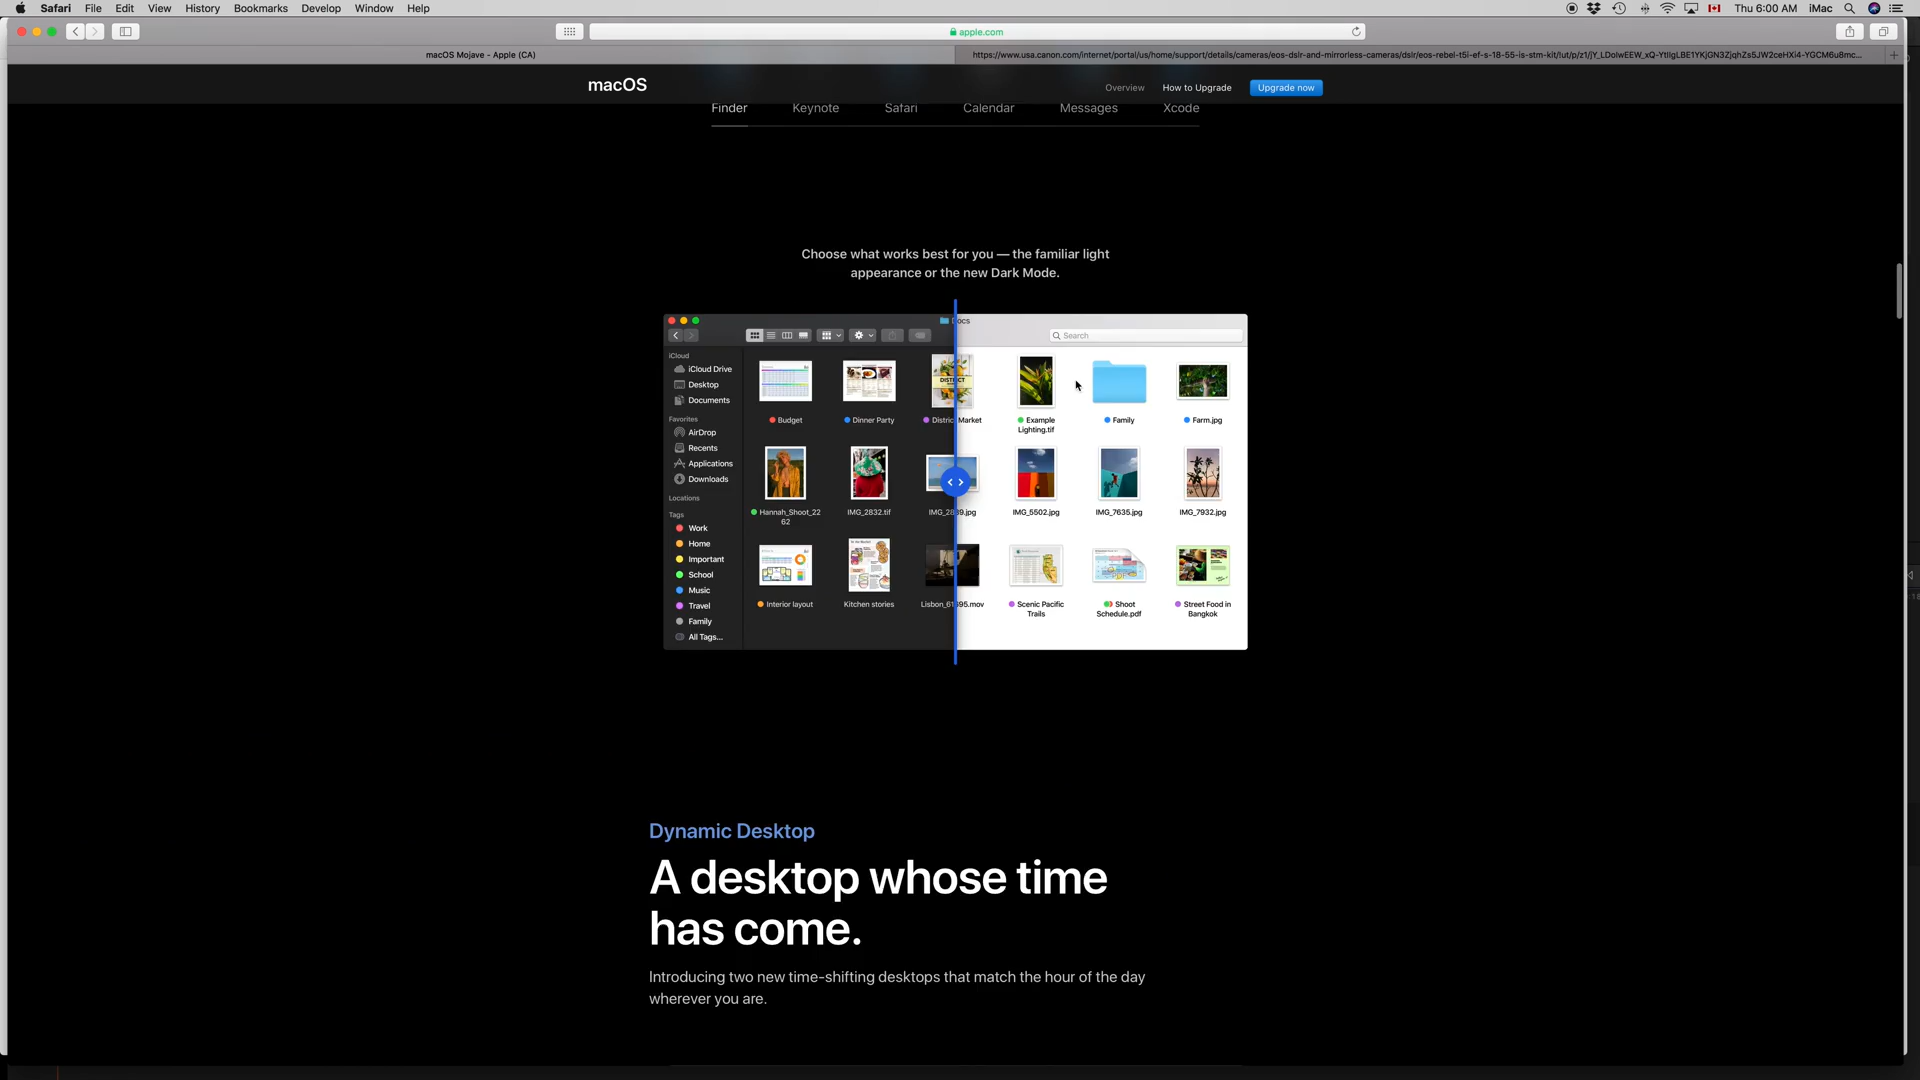 Safari File Edit View History Bookmarks Develop Window Help
Thu 6:00 AM iMac
apple.com
macOS Mojave - Apple (CA)
macOS
Overview
How to Upgrade
Upgrade now
Finder
Keynote
Safari
Calendar
Messages
Xcode
Choose what works best for you — the familiar light
appearance or the new Dark Mode.
Search
iCloud
iCloud Drive
Desktop
Documents
Favorites
AirDrop
Recents
Applications
Downloads
Locations
Tags
Work
Home
Important
School
Music
Travel
Family
All Tags...
Budget
Dinner Party
Market
Example
Lighting.tif
Family
Farm.jpg
Hannah_Shoot_22
62
IMG_2832.tif
IMG_5502.jpg
IMG_7635.jpg
IMG_7932.jpg
Interior layout
Kitchen stories
Scenic Pacific
Trails
Shoot
Schedule.pdf
Street Food in
Bangkok
Dynamic Desktop
A desktop whose time
has come.
Introducing two new time-shifting desktops that match the hour of the day
wherever you are.